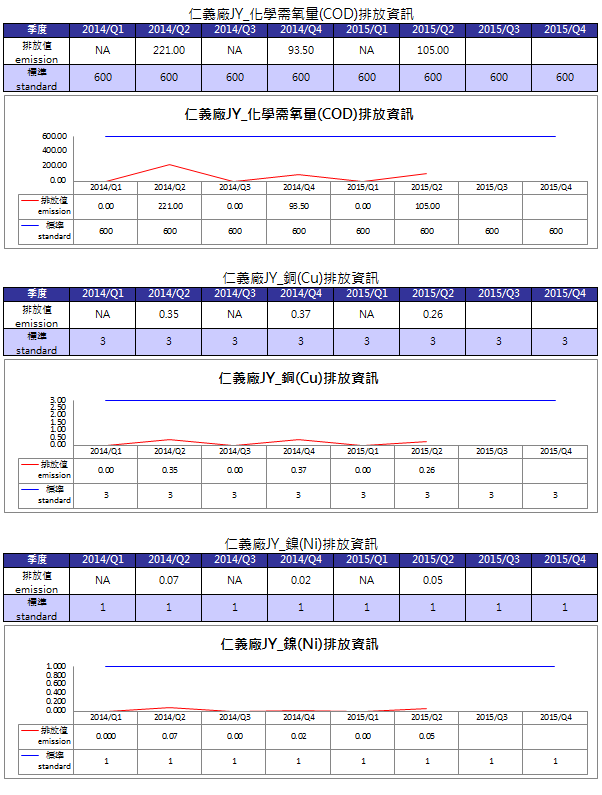 仁義廠JY_化學需氧量(COD)排放資訊
季度 2014/Q1 2014/Q2 2014/Q3 2014/Q4 2015/Q1 2015/Q2 2015/Q3 2015/Q4
排放值 emission NA 221.00 NA 93.50 NA 105.00
標準 standard 600 600 600 600 600 600 600 600
仁義廠JY_化學需氧量(COD)排放資訊
600.00
400.00
200.00
0.00
2014/Q1 2014/Q2 2014/Q3 2014/Q4 2015/Q1 2015/Q2 2015/Q3 2015/Q4
排放值 emission 0.00 221.00 0.00 93.50 0.00 105.00
標準 standard 600 600 600 600 600 600 600 600
仁義廠JY_銅(Cu)排放資訊
季度 2014/Q1 2014/Q2 2014/Q3 2014/Q4 2015/Q1 2015/Q2 2015/Q3 2015/Q4
排放值 emission NA 0.35 NA 0.37 NA 0.26
標準 standard 3 3 3 3 3 3 3 3
仁義廠JY_銅(Cu)排放資訊
3.00
2.50
2.00
1.50
1.00
0.50
0.00
2014/Q1 2014/Q2 2014/Q3 2014/Q4 2015/Q1 2015/Q2 2015/Q3 2015/Q4
排放值 emission 0.00 0.35 0.00 0.37 0.00 0.26
標準 standard 3 3 3 3 3 3 3 3
仁義廠JY_鎳(Ni)排放資訊
季度 2014/Q1 2014/Q2 2014/Q3 2014/Q4 2015/Q1 2015/Q2 2015/Q3 2015/Q4
排放值 emission NA 0.07 NA 0.02 NA 0.05
標準 standard 1 1 1 1 1 1 1 1
仁義廠JY_鎳(Ni)排放資訊
1.000
0.800
0.600
0.400
0.200
0.000
2014/Q1 2014/Q2 2014/Q3 2014/Q4 2015/Q1 2015/Q2 2015/Q3 2015/Q4
排放值 emission 0.000 0.07 0.00 0.02 0.00 0.05
標準 standard 1 1 1 1 1 1 1 1